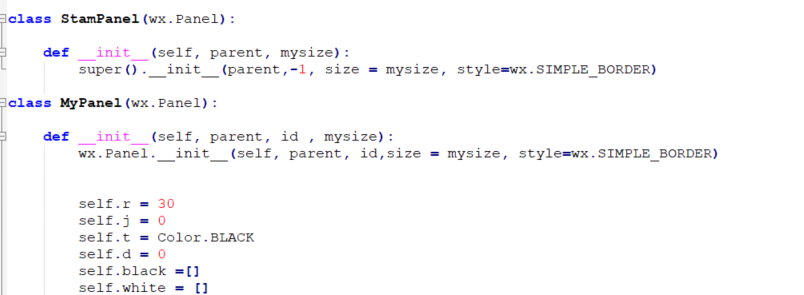 class StamPanel(wx.Panel):
def __init__(self, parent, mysize):
super().__init__(parent,-1, size = mysize, style=wx.SIMPLE_BORDER)
class MyPanel(wx.Panel):
def __init__(self, parent, id , mysize):
wx.Panel.__init__(self, parent, id,size = mysize, style=wx.SIMPLE_BORDER)
self.r = 30
self.j = 0
self.t = Color.BLACK
self.d = 0
self.black =[]
self.white = []